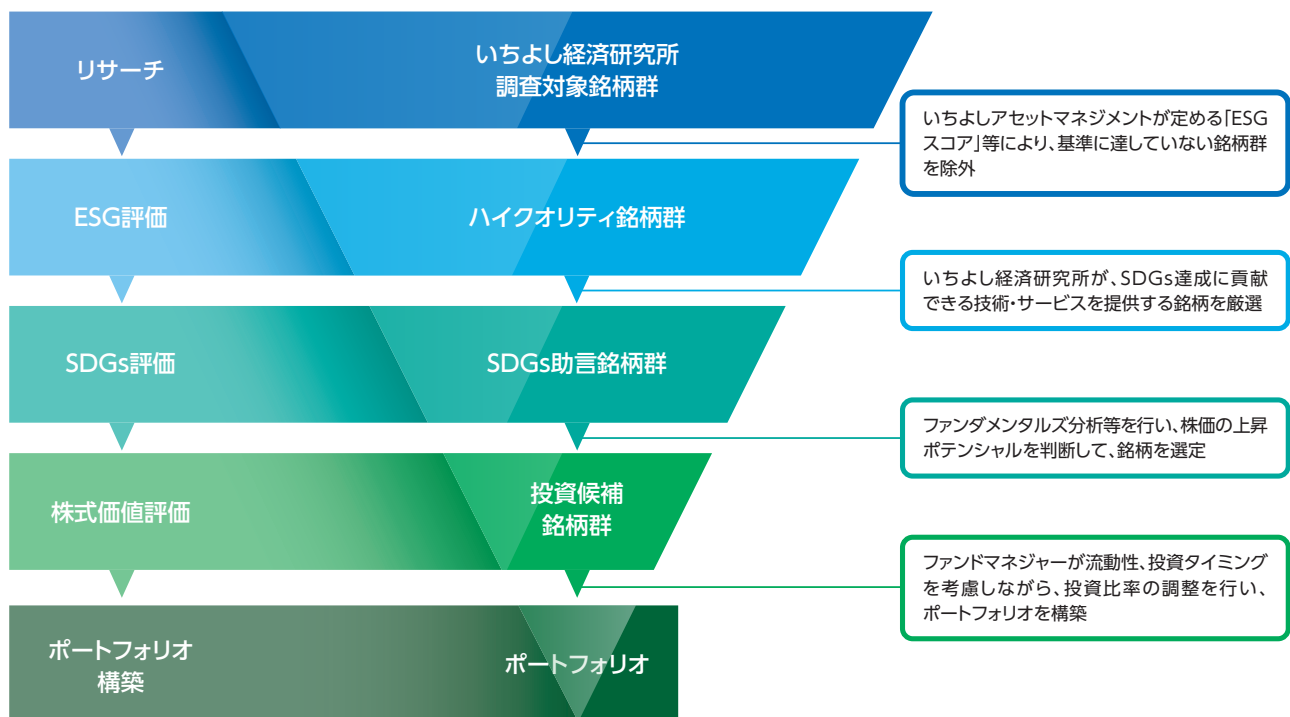 リサーチ
いちよし経済研究所
調査対象銘柄群
いちよしアセットマネジメントが定める「ESG
スコア」等により、基準に達していない銘柄群
を除外
ESG評価
ハイクオリティ銘柄群
いちよし経済研究所が、SDGs達成に貢献
できる技術・サービスを提供する銘柄を厳選
SDGs評価
SDGs助言銘柄群
ファンダメンタルズ分析等を行い、株価の上昇
ポテンシャルを判断して、銘柄を選定
株式価値評価
投資候補
銘柄群
ファンドマネジャーが流動性、投資タイミング
を考慮しながら、投資比率の調整を行い、
ポートフォリオを構築
ポートフォリオ
構築
ポートフォリオ